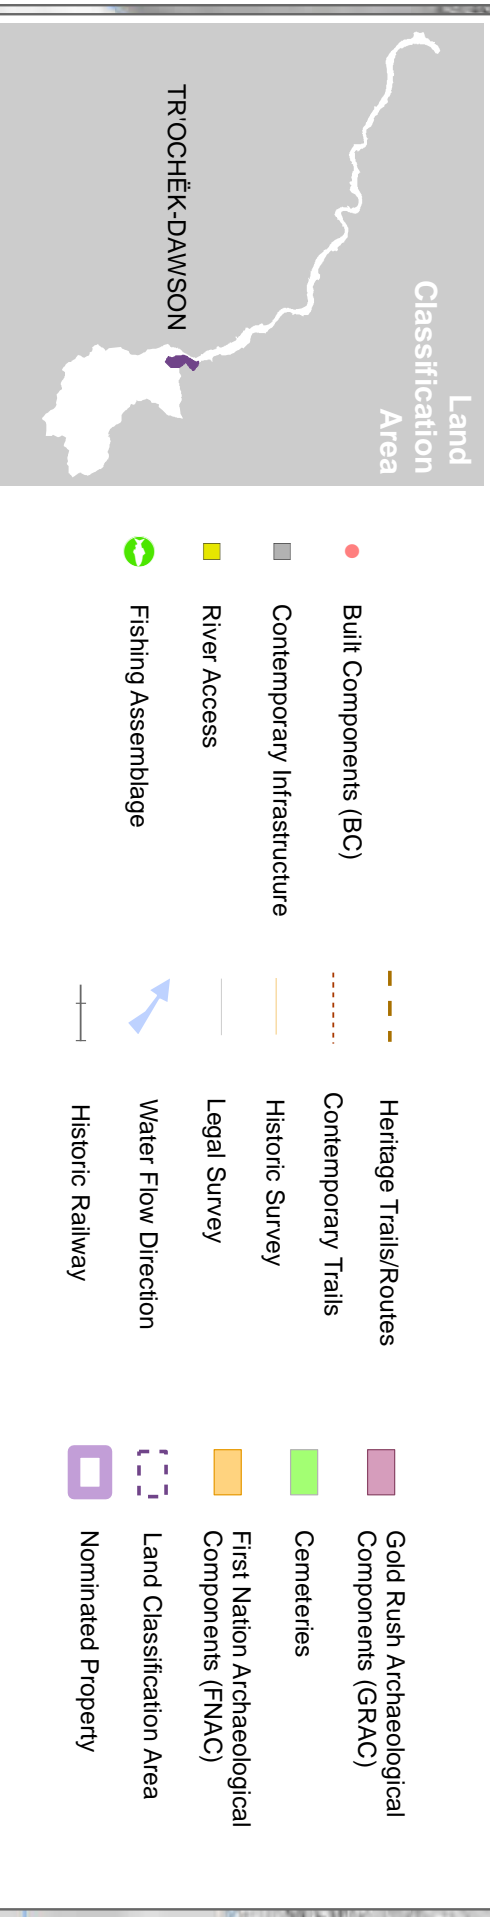 Land
Classification
Area
TR'OCHËK-DAWSON
Built Components (BC)
Contemporary Infrastructure
River Access
Fishing Assemblage
Heritage Trails/Routes
Contemporary Trails
Historic Survey
Legal Survey
Water Flow Direction
Historic Railway
Gold Rush Archaeological
Components (GRAC)
Cemeteries
First Nation Archaeological
Components (FNAC)
Land Classification Area
Nominated Property